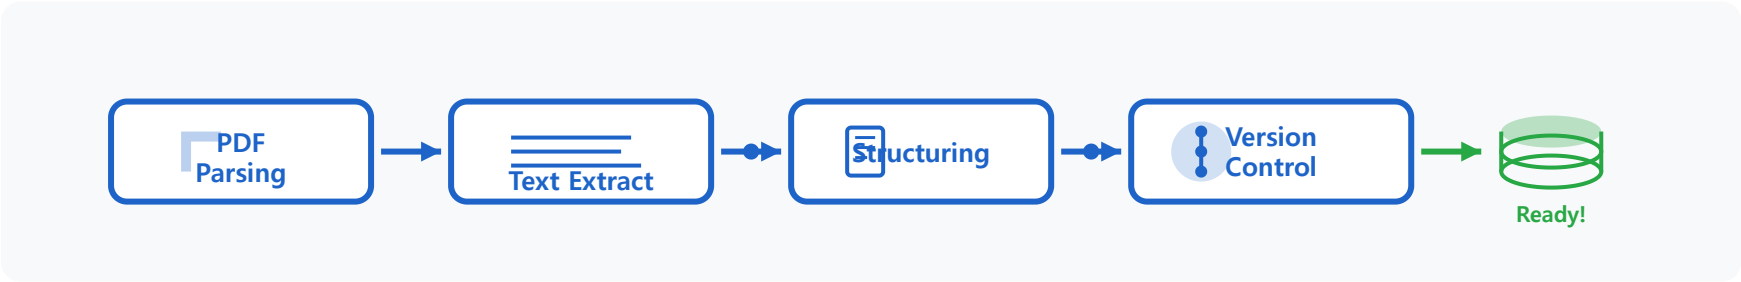 PDF
Parsing
Text Extract
Structuring
Version
Control
Ready!